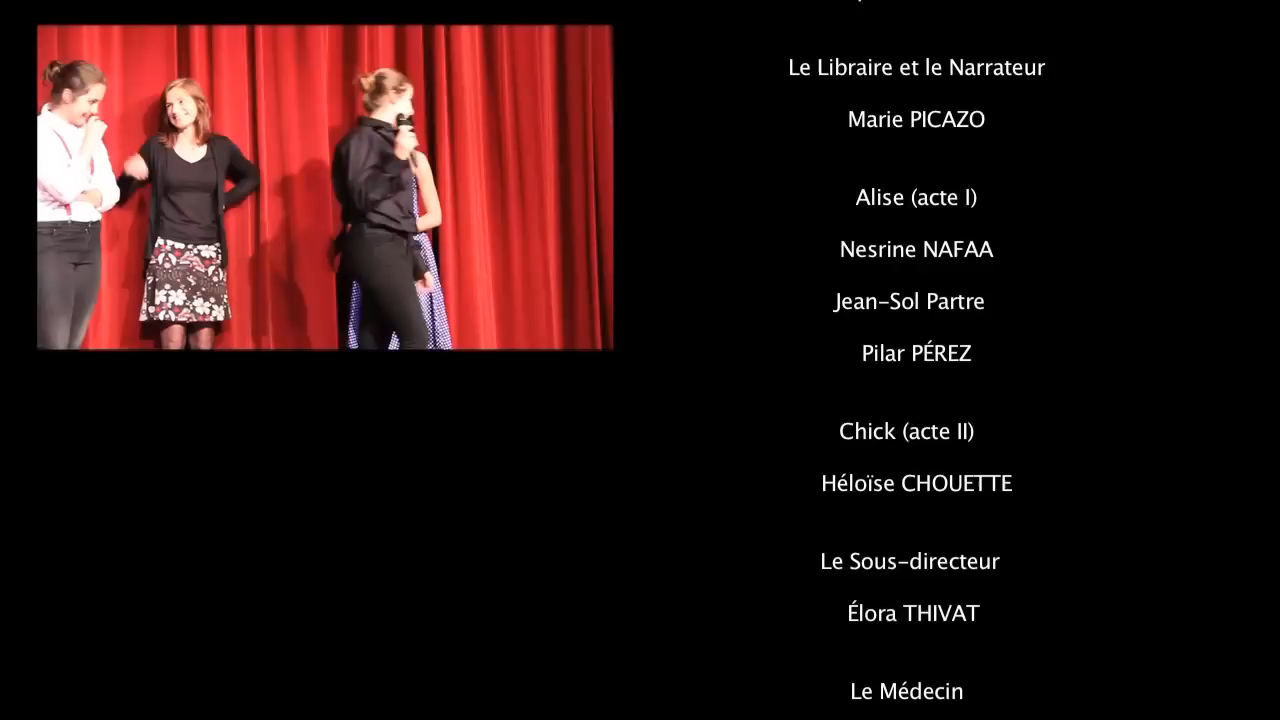 Le Libraire et le Narrateur
Marie PICAZO
Alise (acte I)
Nesrine NAFAA
Jean-Sol Partre
Pilar PÉREZ
Chick (acte II)
Héloïse CHOUETTE
Le Sous-directeur
Élora THIVAT
Le Médecin